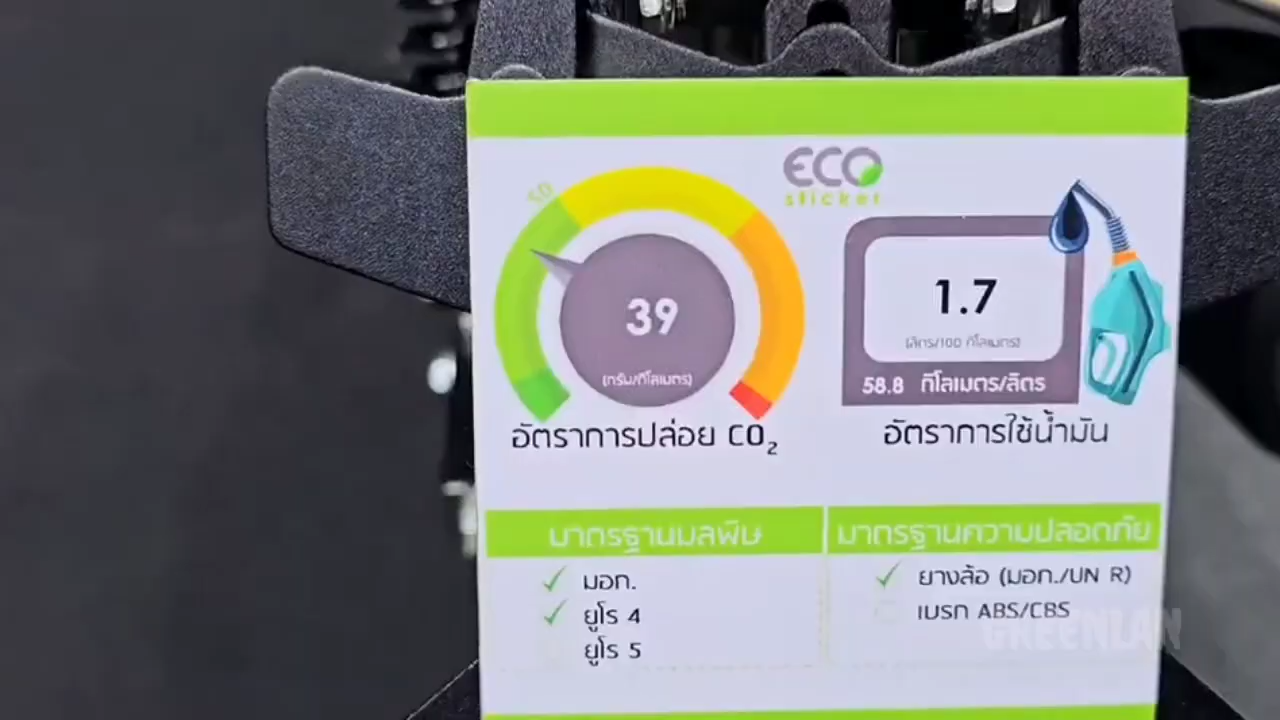 ECO
sticker
50
39
(กรัม/กิโลเมตร)
อัตราการปล่อย CO2
1.7
(ลิตร/100 กิโลเมตร)
58.8 กิโลเมตร/ลิตร
อัตราการใช้น้ำมัน
มาตรฐานมลพิษ
✓ มอก.
✓ ยูโร 4
ยูโร 5
มาตรฐานความปลอดภัย
✓ ยางล้อ (มอก./UN R)
เบรก ABS/CBS
GREENLAN